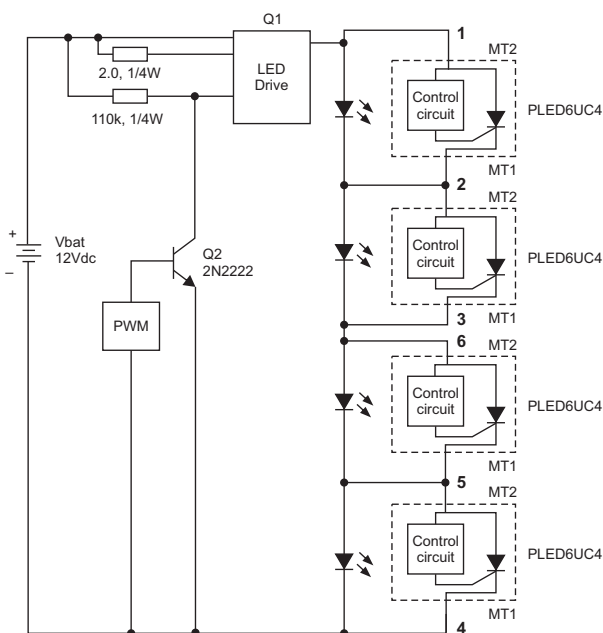 Q1
1
MT2
LED
Drive
2.0, 1/4W
110k, 1/4W
Control
circuit
PLED6UC4
MT1
2
MT2
+
Vbat
12Vdc
–
Q2
2N2222
Control
circuit
PLED6UC4
PWM
3
MT1
6
MT2
Control
circuit
PLED6UC4
MT1
5
MT2
Control
circuit
PLED6UC4
MT1
4